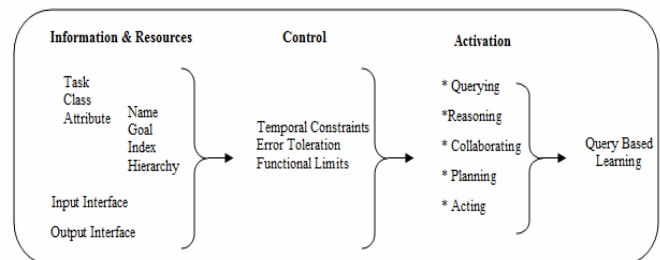 Information & Resources
Control
Activation
Task
Class
Attribute
Name
Goal
Index
Hierarchy
Input Interface
Output Interface
Temporal Constraints
Error Toleration
Functional Limits
* Querying
*Reasoning
* Collaborating
* Planning
* Acting
Query Based
Learning